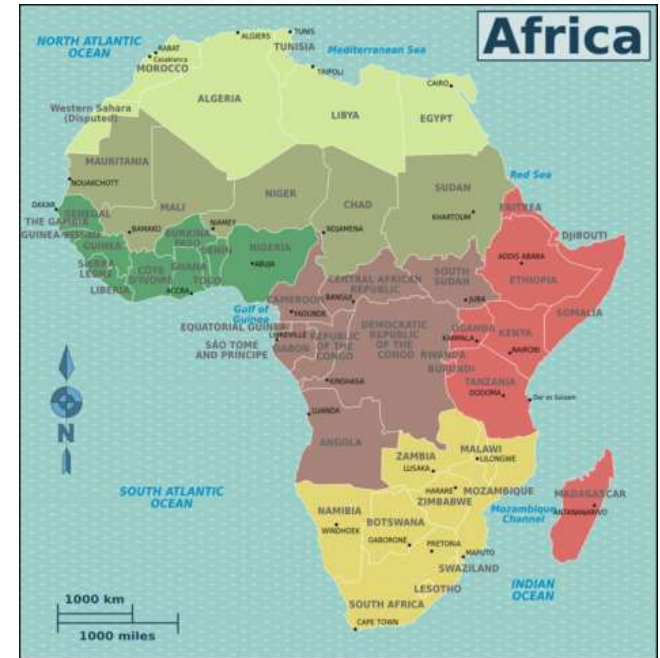 Africa
NORTH ATLANTIC
OCEAN
RABAT
Casablanca
MOROCCO
ALGIERS
TUNIS
TUNISIA
Mediterranean Sea
TRIPOLI
CAIRO
ALGERIA
LIBYA
EGYPT
Western Sahara
(Disputed)
MAURITANIA
NOUAKCHOTT
MALI
NIGER
CHAD
SUDAN
KHARTOUM
Red Sea
ERITREA
DJIBOUTI
DAKAR
SENEGAL
THE GAMBIA
GUINEA-BISSAU
GUINEA
SIERRA
LEONE
LIBERIA
BAMAKO
BURKINA
FASO
NIAMEY
CÔTE
D'IVOIRE
GHANA
ACCRA
TOGO
BENIN
NIGERIA
ABUJA
NDJAMENA
ADDIS ABABA
ETHIOPIA
SOMALIA
CENTRAL AFRICAN
REPUBLIC
BANGUI
SOUTH
SUDAN
JUBA
CAMEROON
YAOUNDE
Gulf of
Guinea
EQUATORIAL GUINEA
SÃO TOME
AND PRINCIPE
LIBREVILLE
GABON
REPUBLIC
OF THE
CONGO
DEMOCRATIC
REPUBLIC
OF THE
CONGO
UGANDA
KAMPALA
KENYA
NAIROBI
RWANDA
BURUNDI
TANZANIA
DODOMA
Dar es Salaam
KINSHASA
LUANDA
ANGOLA
ZAMBIA
LUSAKA
MALAWI
LILONGWE
HARARE
ZIMBABWE
MOZAMBIQUE
Mozambique
Channel
MADAGASCAR
ANTANANARIVO
NAMIBIA
WINDHOEK
BOTSWANA
GABORONE
PRETORIA
MAPUTO
SWAZILAND
LESOTHO
SOUTH AFRICA
CAPE TOWN
SOUTH ATLANTIC
OCEAN
INDIAN
OCEAN
N
1000 km
1000 miles